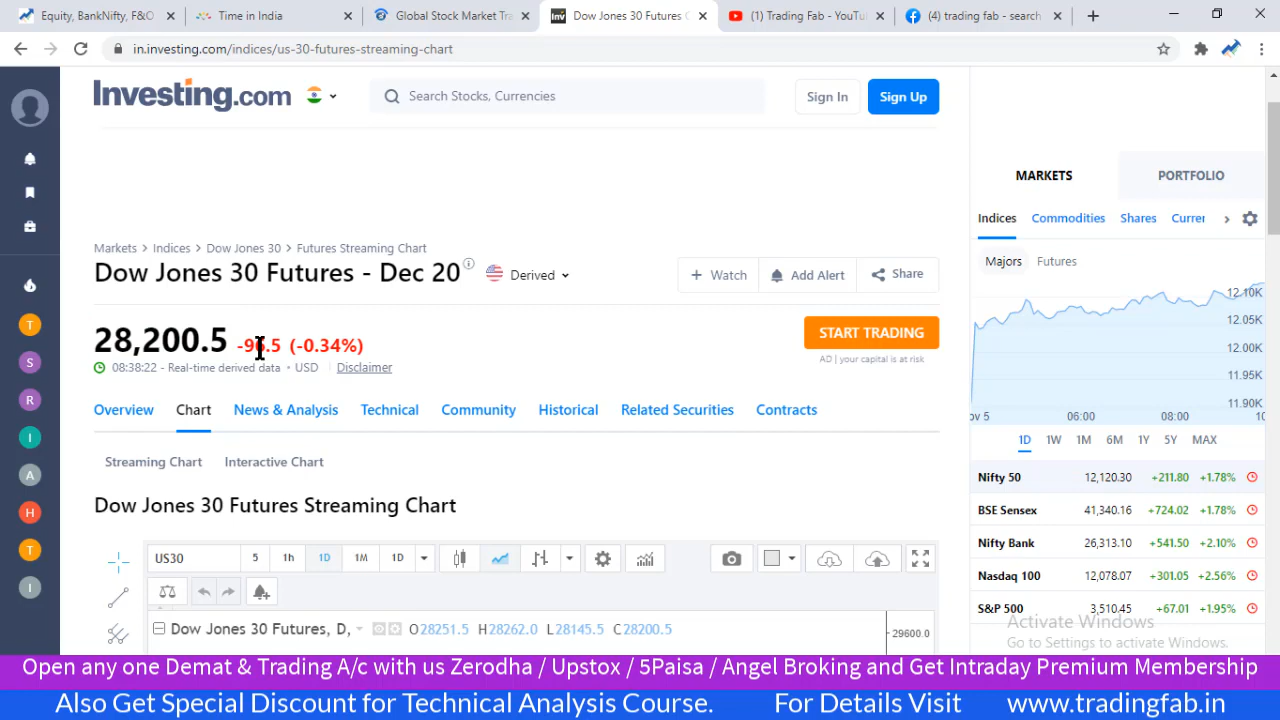 Equity, BankNifty, F&O
Time in India
Global Stock Market Tra
Dow Jones 30 Futures C
(1) Trading Fab - YouTu
(4) trading fab - search
in.investing.com/indices/us-30-futures-streaming-chart
Investing.com
Search Stocks, Currencies
Sign In
Sign Up
MARKETS
PORTFOLIO
Indices
Commodities
Shares
Curre
Majors
Futures
Markets > Indices > Dow Jones 30 > Futures Streaming Chart
Dow Jones 30 Futures - Dec 20
Derived
+ Watch
Add Alert
Share
28,200.5 -96.5 (-0.34%)
08:38:22 - Real-time derived data • USD
Disclaimer
START TRADING
AD | your capital is at risk
12.10K
12.05K
12.00K
11.95K
11.90K
ov 5
06:00
08:00
10
Overview
Chart
News & Analysis
Technical
Community
Historical
Related Securities
Contracts
1D
1W
1M
6M
1Y
5Y
MAX
Streaming Chart
Interactive Chart
Dow Jones 30 Futures Streaming Chart
Nifty 50 12,120.30 +211.80 +1.78%
BSE Sensex 41,340.16 +724.02 +1.78%
Nifty Bank 26,313.10 +541.50 +2.10%
Nasdaq 100 12,078.07 +301.05 +2.56%
S&P 500 3,510.45 +67.01 +1.95%
US30
5
1h
1D
1M
1D
Dow Jones 30 Futures, D,
O28251.5 H28262.0 L28145.5 C28200.5
29600.0
T
S
R
I
A
H
T
I
Activate Windows
Go to Settings to activate Windows.
Open any one Demat & Trading A/c with us Zerodha / Upstox / 5Paisa / Angel Broking and Get Intraday Premium Membership
Also Get Special Discount for Technical Analysis Course. For Details Visit www.tradingfab.in